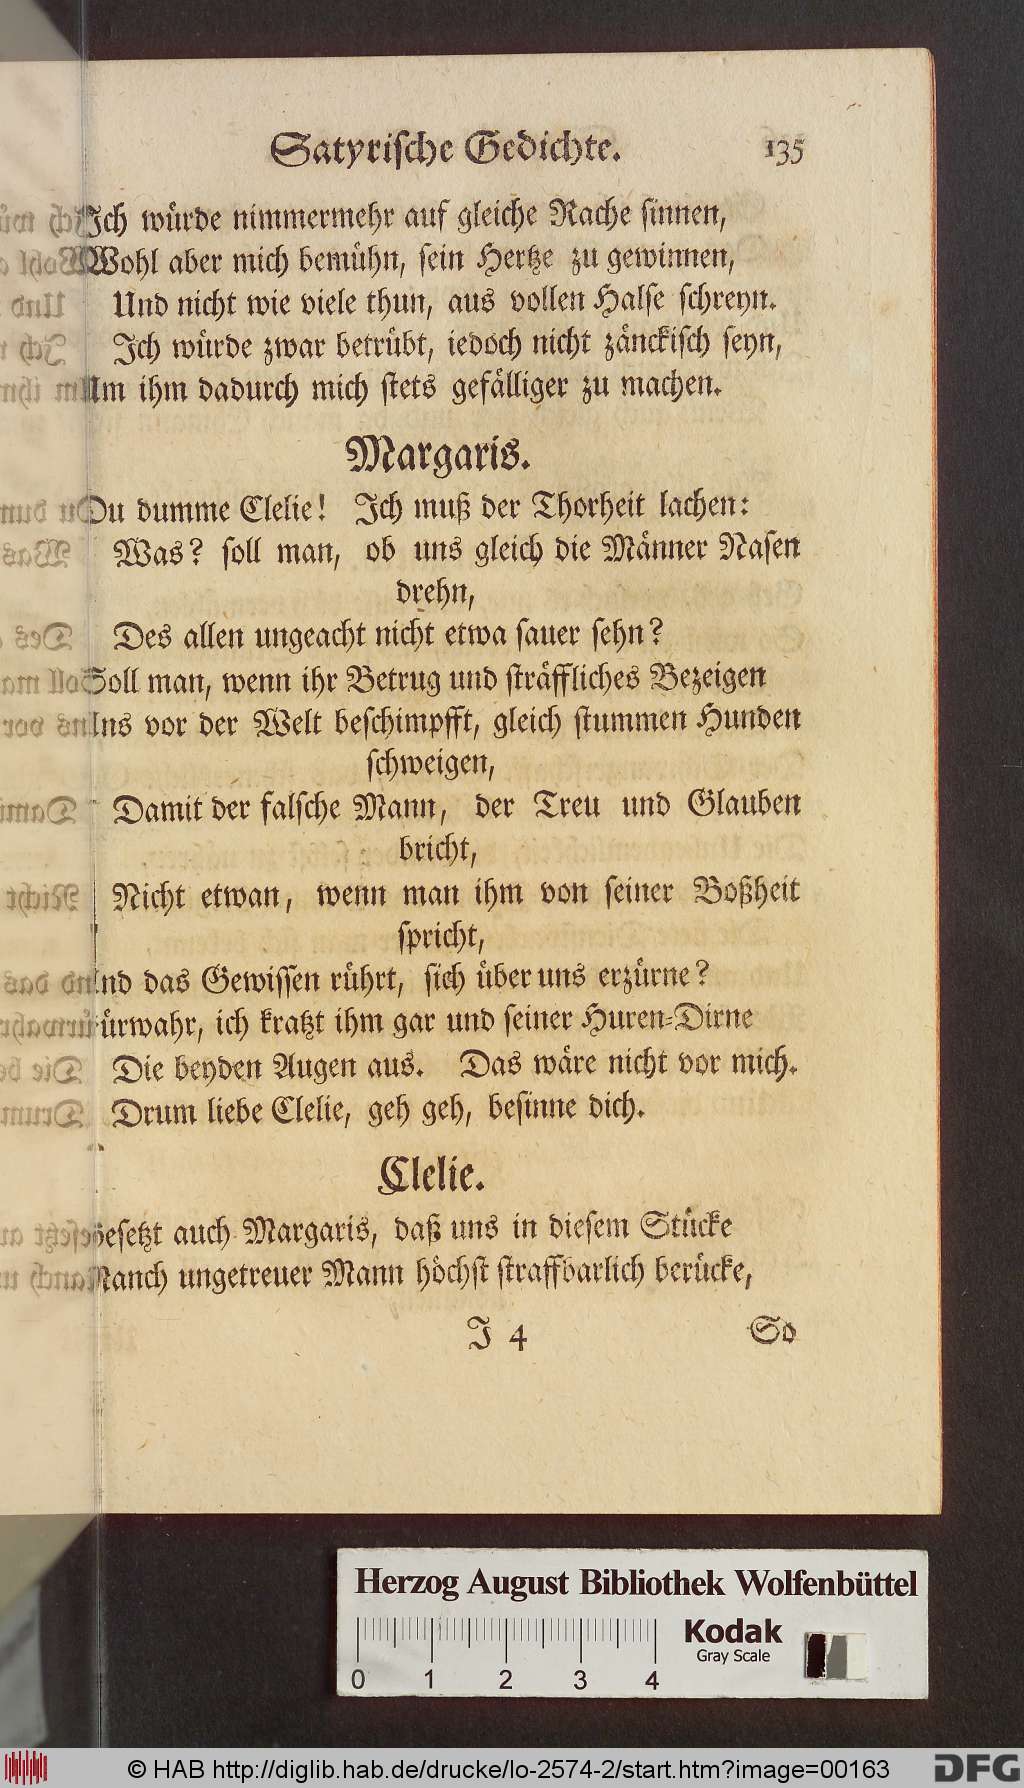 Satyrische Gedichte. 135
Ich würde nimmermehr auf gleiche Rache sinnen,
Wohl aber mich bemühn, sein Hertze zu gewinnen,
Und nicht wie viele thun, aus vollen Halse schreyn.
Ich würde zwar betrübt, iedoch nicht zänckisch seyn,
Um ihm dadurch mich stets gefälliger zu machen.
Margaris.
Du dumme Clelie! Ich muß der Thorheit lachen:
Was? soll man, ob uns gleich die Männer Nasen
drehn,
Des allen ungeacht nicht etwa sauer sehn?
Soll man, wenn ihr Betrug und sträffliches Bezeigen
Uns vor der Welt beschimpfft, gleich stummen Hunden
schweigen,
Damit der falsche Mann, der Treu und Glauben
bricht,
Nicht etwan, wenn man ihm von seiner Boßheit
spricht,
Und das Gewissen rührt, sich über uns erzürne?
Fürwahr, ich kratzt ihm gar und seiner Huren-Dirne
Die beyden Augen aus. Das wäre nicht vor mich.
Drum liebe Clelie, geh geh, besinne dich.
Clelie.
Gesetzt auch Margaris, daß uns in diesem Stücke
Manch ungetreuer Mann höchst straffbarlich berücke,
J 4 So
Herzog August Bibliothek Wolfenbüttel
Kodak
Gray Scale
0 1 2 3 4
© HAB http://diglib.hab.de/drucke/lo-2574-2/start.htm?image=00163
DFG